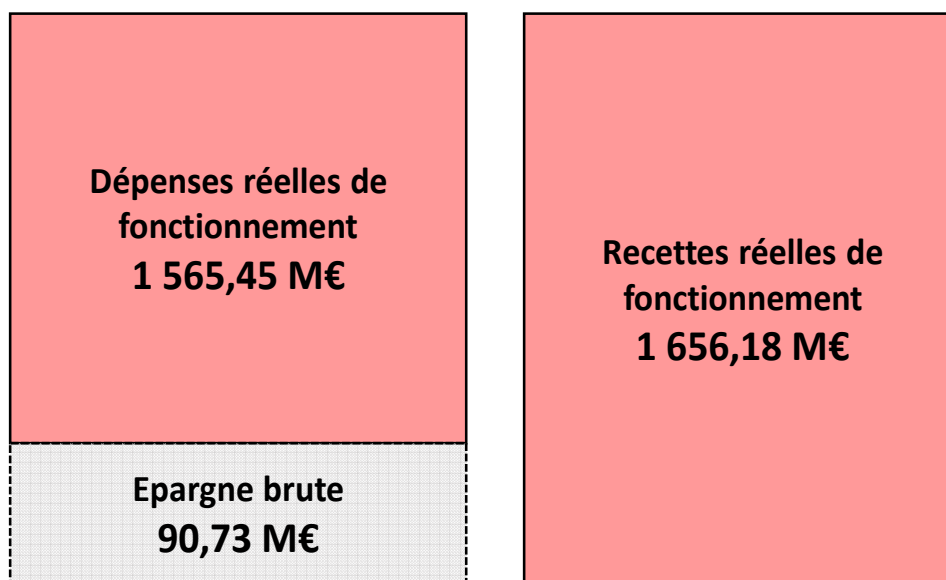 Dépenses réelles de
fonctionnement
1 565,45 M€
Epargne brute
90,73 M€
Recettes réelles de
fonctionnement
1 656,18 M€